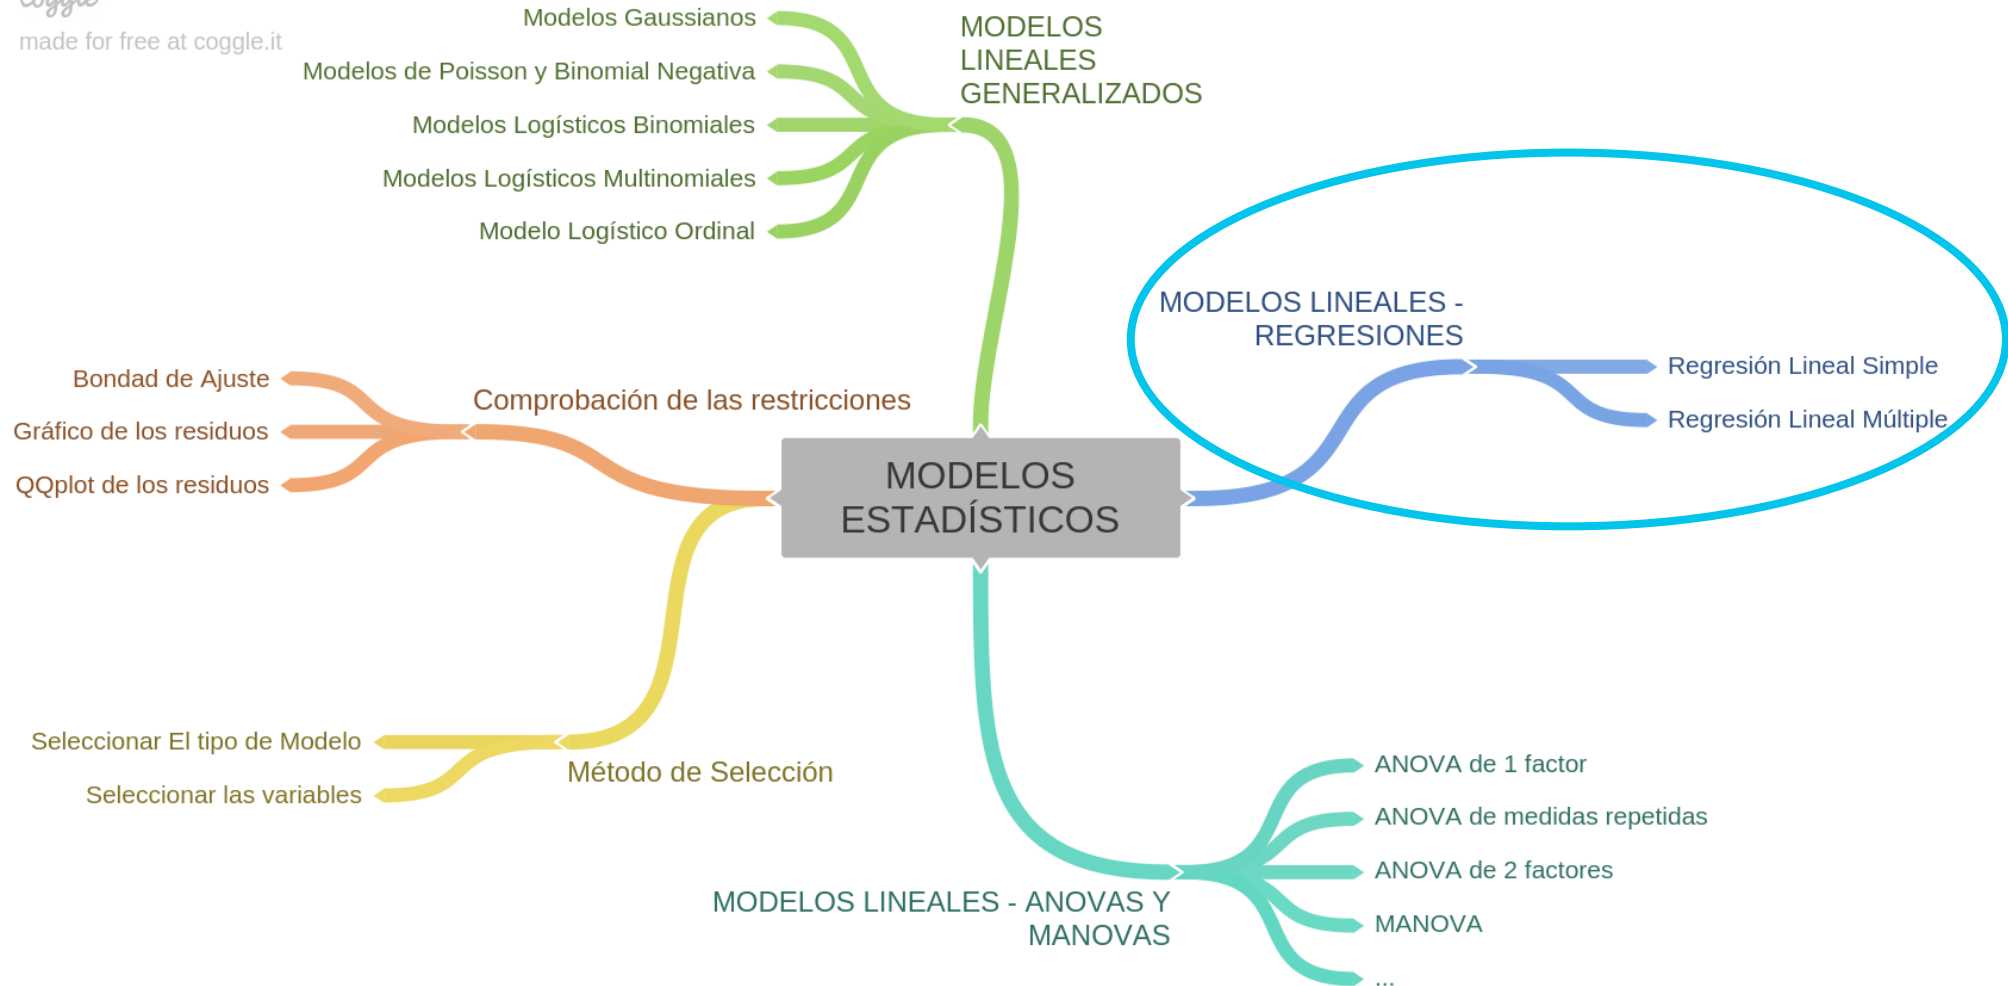 coggle
made for free at coggle.it
Modelos Gaussianos
Modelos de Poisson y Binomial Negativa
Modelos Logísticos Binomiales
Modelos Logísticos Multinomiales
Modelo Logístico Ordinal
MODELOS
LINEALES
GENERALIZADOS
MODELOS LINEALES -
REGRESIONES
Regresión Lineal Simple
Regresión Lineal Múltiple
Comprobación de las restricciones
Bondad de Ajuste
Gráfico de los residuos
QQplot de los residuos
MODELOS
ESTADÍSTICOS
Seleccionar El tipo de Modelo
Seleccionar las variables
Método de Selección
MODELOS LINEALES - ANOVAS Y
MANOVAS
ANOVA de 1 factor
ANOVA de medidas repetidas
ANOVA de 2 factores
MANOVA
...